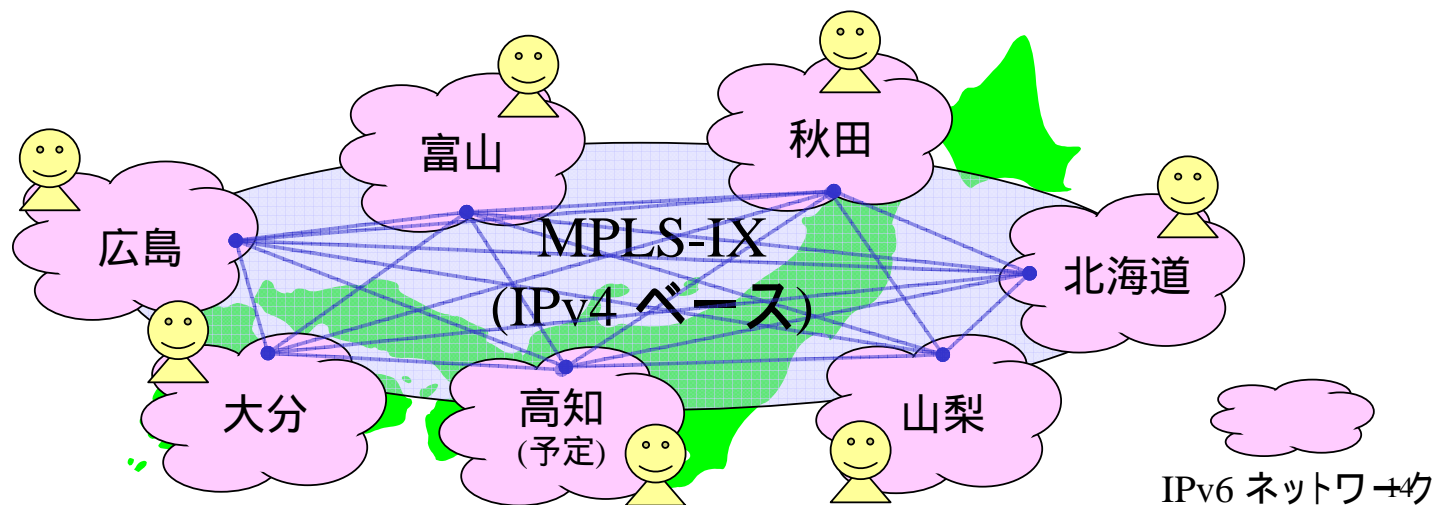 秋田
富山
広島
MPLS-IX
北海道
(IPv4 ベース)
大分
高知
(予定)
山梨
IPv6 ネットワーク
14